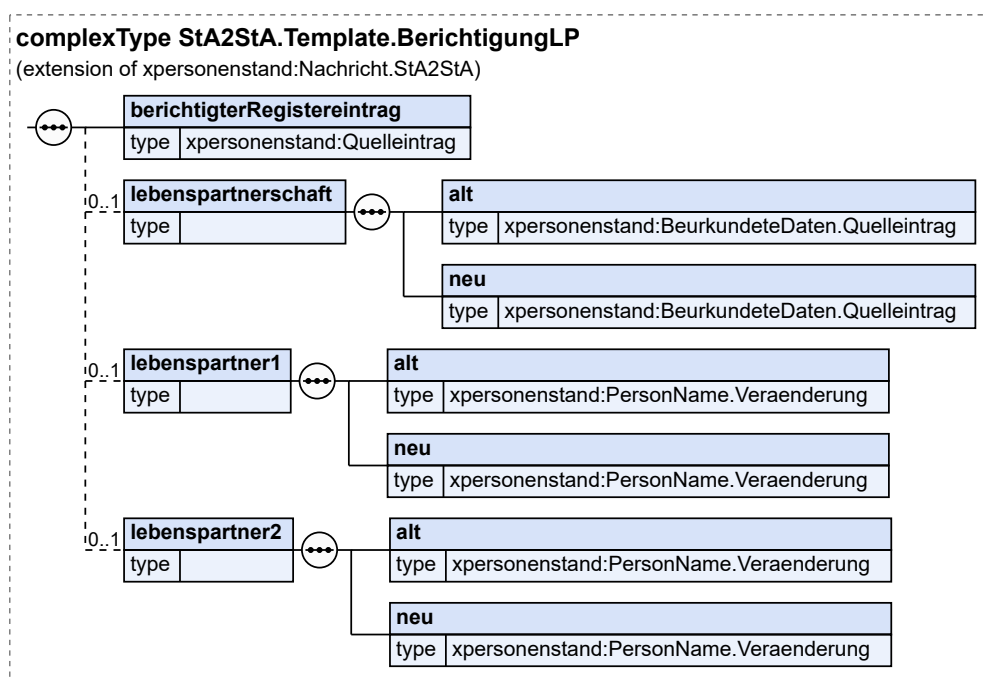 complexType StA2StA.Template.BerichtigungLP
(extension of xpersonenstand:Nachricht.StA2StA)
berichtigterRegistereintrag
type xpersonenstand:Quelleintrag
0..1 lebenspartnerschaft
type
alt
type xpersonenstand:BeurkundeteDaten.Quelleintrag
neu
type xpersonenstand:BeurkundeteDaten.Quelleintrag
0..1 lebenspartner1
type
alt
type xpersonenstand:PersonName.Veraenderung
neu
type xpersonenstand:PersonName.Veraenderung
0..1 lebenspartner2
type
alt
type xpersonenstand:PersonName.Veraenderung
neu
type xpersonenstand:PersonName.Veraenderung